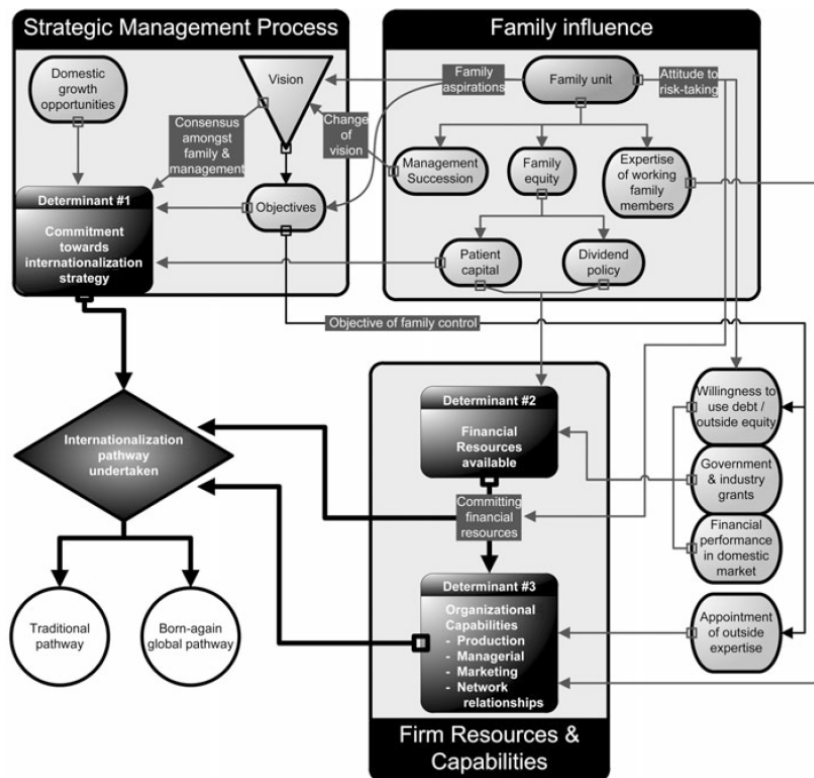 Strategic Management Process
Family influence
Domestic
growth
opportunities
Vision
Family
aspirations
Family unit
Attitude to
risk-taking
Consensus
amongst
family &
management
Change
of
vision
Management
Succession
Family
equity
Expertise
of working
family
members
Determinant #1
Commitment
towards
internationalization
strategy
Objectives
Patient
capital
Dividend
policy
Objective of family control
Determinant #2
Financial
Resources
available
Willingness to
use debt /
outside equity
Internationalization
pathway
undertaken
Government
& industry
grants
Committing
financial
resources
Financial
performance
in domestic
market
Determinant #3
Organizational
Capabilities
- Production
- Managerial
- Marketing
- Network
relationships
Appointment
of outside
expertise
Traditional
pathway
Born-again
global pathway
Firm Resources &
Capabilities